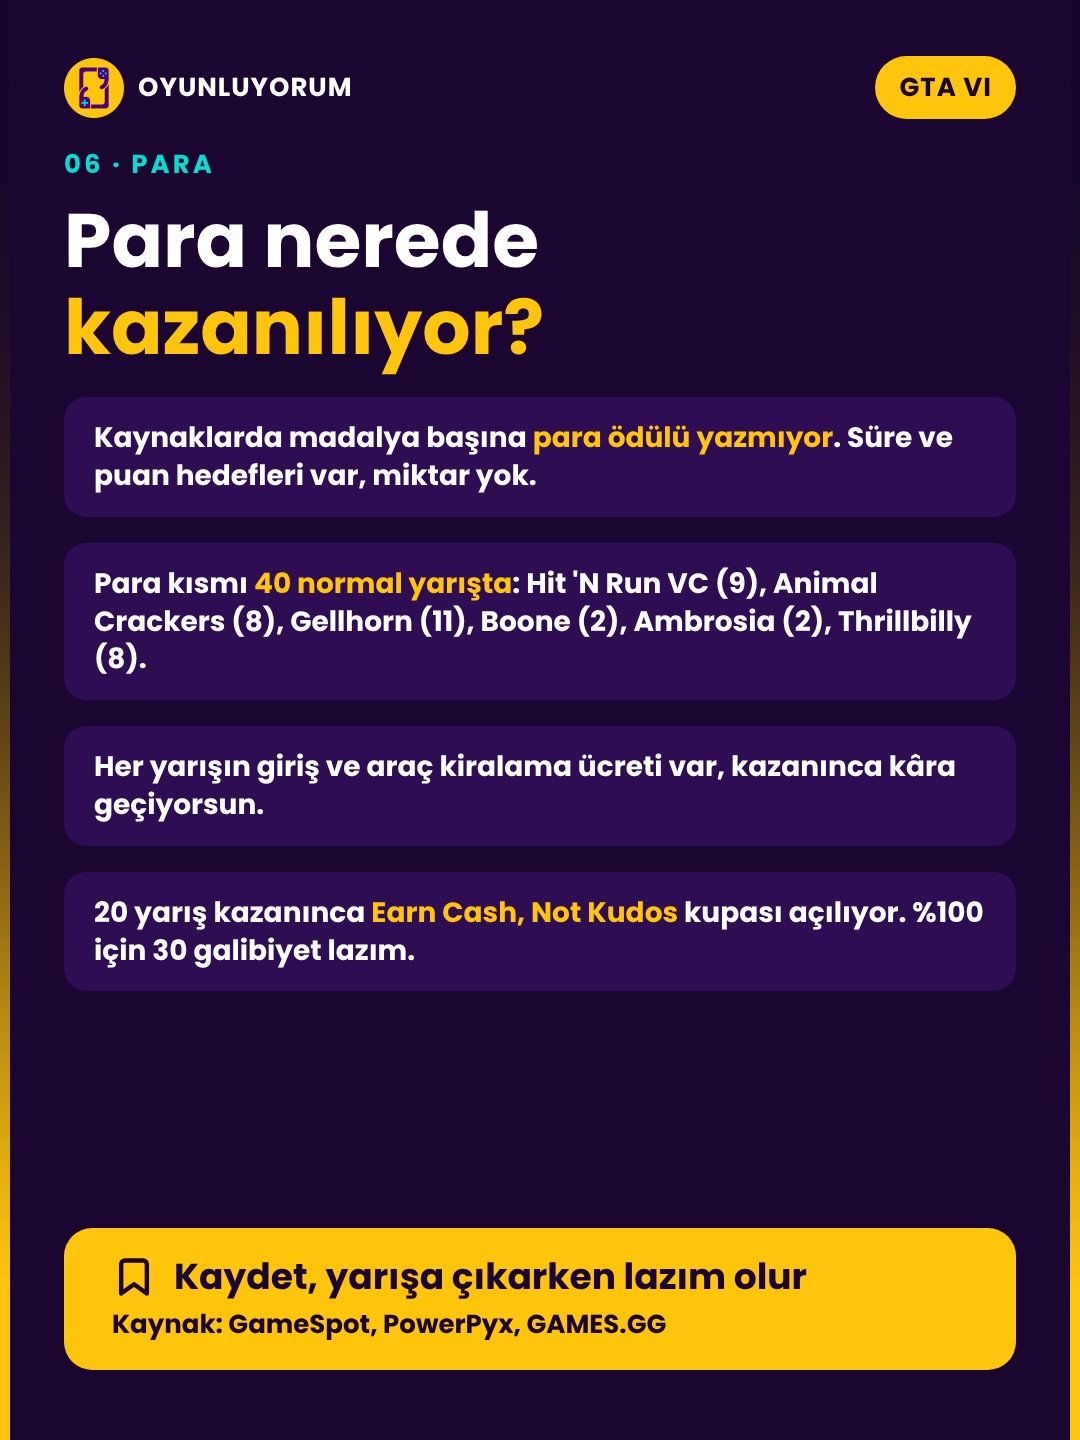 OYUNLUYORUM
GTA VI
06 · PARA
Para nerede
kazanılıyor?
Kaynaklarda madalya başına para ödülü yazmıyor. Süre ve
puan hedefleri var, miktar yok.
Para kısmı 40 normal yarışta: Hit 'N Run VC (9), Animal
Crackers (8), Gellhorn (11), Boone (2), Ambrosia (2), Thrillbilly
(8).
Her yarışın giriş ve araç kiralama ücreti var, kazanınca kâra
geçiyorsun.
20 yarış kazanınca Earn Cash, Not Kudos kupası açılıyor. %100
için 30 galibiyet lazım.
Kaydet, yarışa çıkarken lazım olur
Kaynak: GameSpot, PowerPyx, GAMES.GG